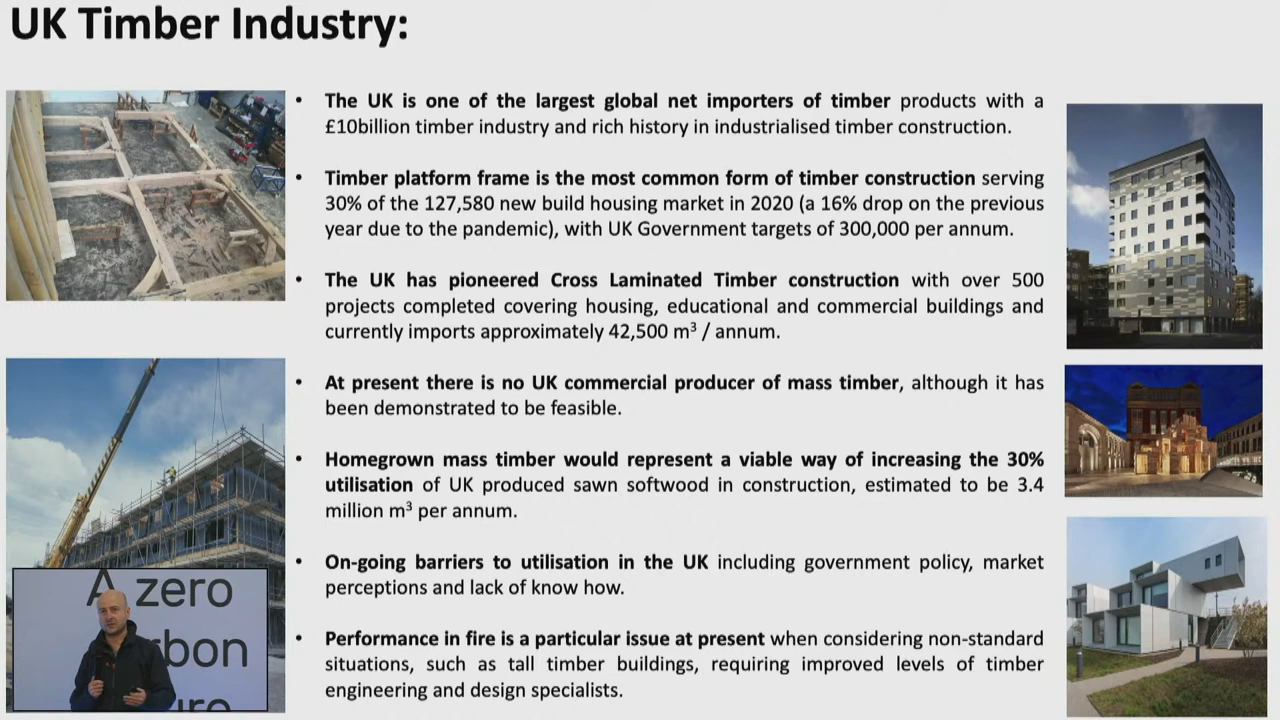 UK Timber Industry:
• The UK is one of the largest global net importers of timber products with a
£10billion timber industry and rich history in industrialised timber construction.
• Timber platform frame is the most common form of timber construction serving
30% of the 127,580 new build housing market in 2020 (a 16% drop on the previous
year due to the pandemic), with UK Government targets of 300,000 per annum.
• The UK has pioneered Cross Laminated Timber construction with over 500
projects completed covering housing, educational and commercial buildings and
currently imports approximately 42,500 m³ / annum.
• At present there is no UK commercial producer of mass timber, although it has
been demonstrated to be feasible.
• Homegrown mass timber would represent a viable way of increasing the 30%
utilisation of UK produced sawn softwood in construction, estimated to be 3.4
million m³ per annum.
• On-going barriers to utilisation in the UK including government policy, market
perceptions and lack of know how.
• Performance in fire is a particular issue at present when considering non-standard
situations, such as tall timber buildings, requiring improved levels of timber
engineering and design specialists.
A zero